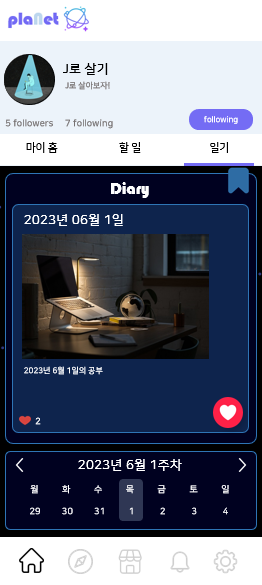 planet
J로 살기
J로 살아보자!
5 followers 7 following
following
마이 홈 할 일 일기
Diary
2023년 06월 1일
2023년 6월 1일의 공부
2
2023년 6월 1주차
월 화 수 목 금 토 일
29 30 31 1 2 3 4